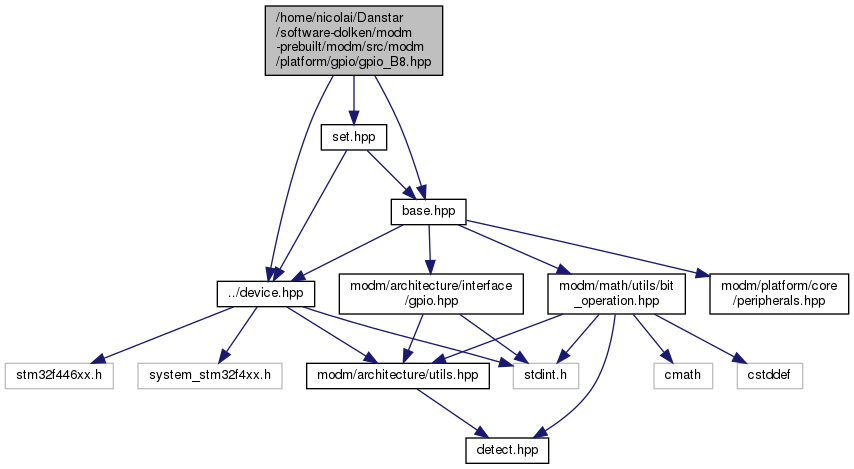 /home/nicolai/Danstar
/software-dolken/modm
-prebuilt/modm/src/modm
/platform/gpio/gpio_B8.hpp
set.hpp
base.hpp
../device.hpp
modm/architecture/interface
/gpio.hpp
modm/math/utils/bit
_operation.hpp
modm/platform/core
/peripherals.hpp
stm32f446xx.h
system_stm32f4xx.h
modm/architecture/utils.hpp
stdint.h
cmath
cstddef
detect.hpp